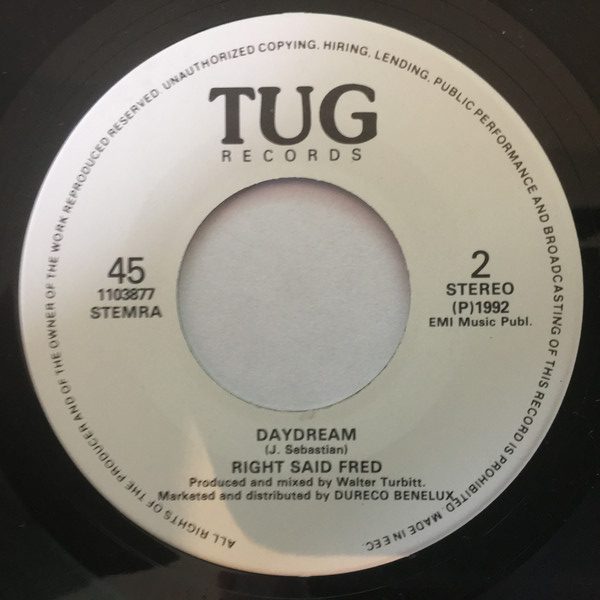 ALL RIGHTS OF THE PRODUCER AND OF THE OWNER OF THE WORK REPRODUCED RESERVED. UNAUTHORIZED COPYING, HIRING, LENDING, PUBLIC PERFORMANCE AND BROADCASTING OF THIS RECORD IS PROHIBITED. MADE IN EEC.
TUG
RECORDS
45
1103877
STEMRA
2
STEREO
(P)1992
EMI Music Publ.
DAYDREAM
(J. Sebastian)
RIGHT SAID FRED
Produced and mixed by Walter Turbitt.
Marketed and distributed by DURECO BENELUX